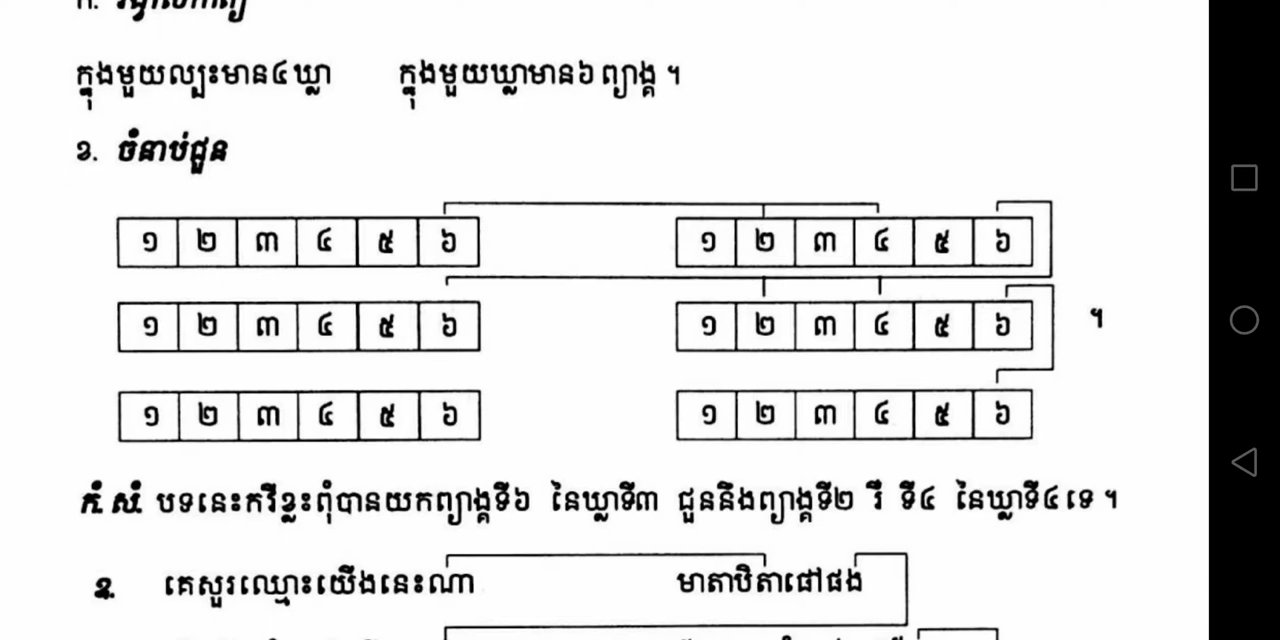 ក្នុងមួយល្បះមាន៤ឃ្លា ក្នុងមួយឃ្លាមាន៦ព្យាង្គ ។
ខ. ចំនាប់ជួន
១ ២ ៣ ៤ ៥ ៦ ១ ២ ៣ ៤ ៥ ៦
១ ២ ៣ ៤ ៥ ៦ ១ ២ ៣ ៤ ៥ ៦ ។
១ ២ ៣ ៤ ៥ ៦ ១ ២ ៣ ៤ ៥ ៦
កំ.សំ. បទនេះកវីខ្លះពុំបានយកព្យាង្គទី៦ នៃឃ្លាទី៣ ជួននឹងព្យាង្គទី២ រឺ ទី៤ នៃឃ្លាទី៤ទេ ។
ឧ. គេសួរឈ្មោះយើងនេះណា មាតាបិតាផៅផង